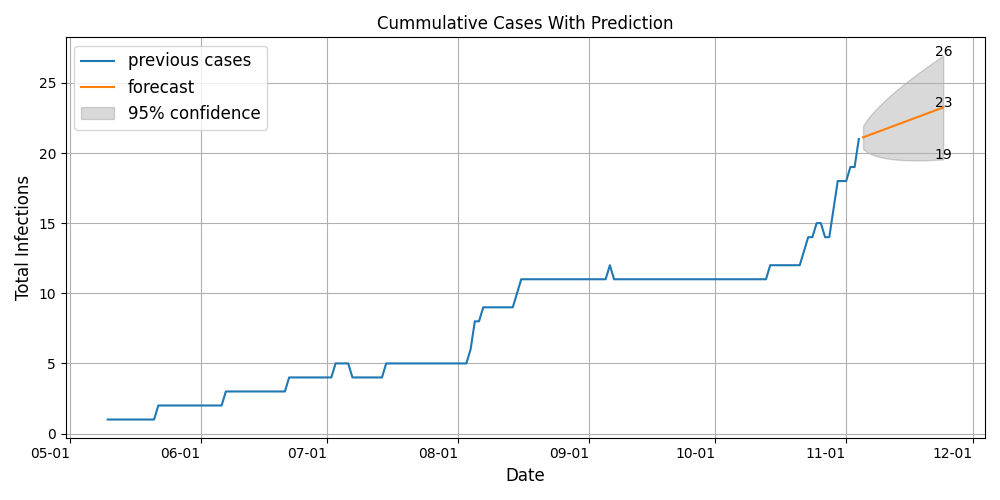 Cummulative Cases With Prediction
previous cases
forecast
95% confidence
26
23
19
25
20
15
10
5
0
Total Infections
05-01 06-01 07-01 08-01 09-01 10-01 11-01 12-01
Date